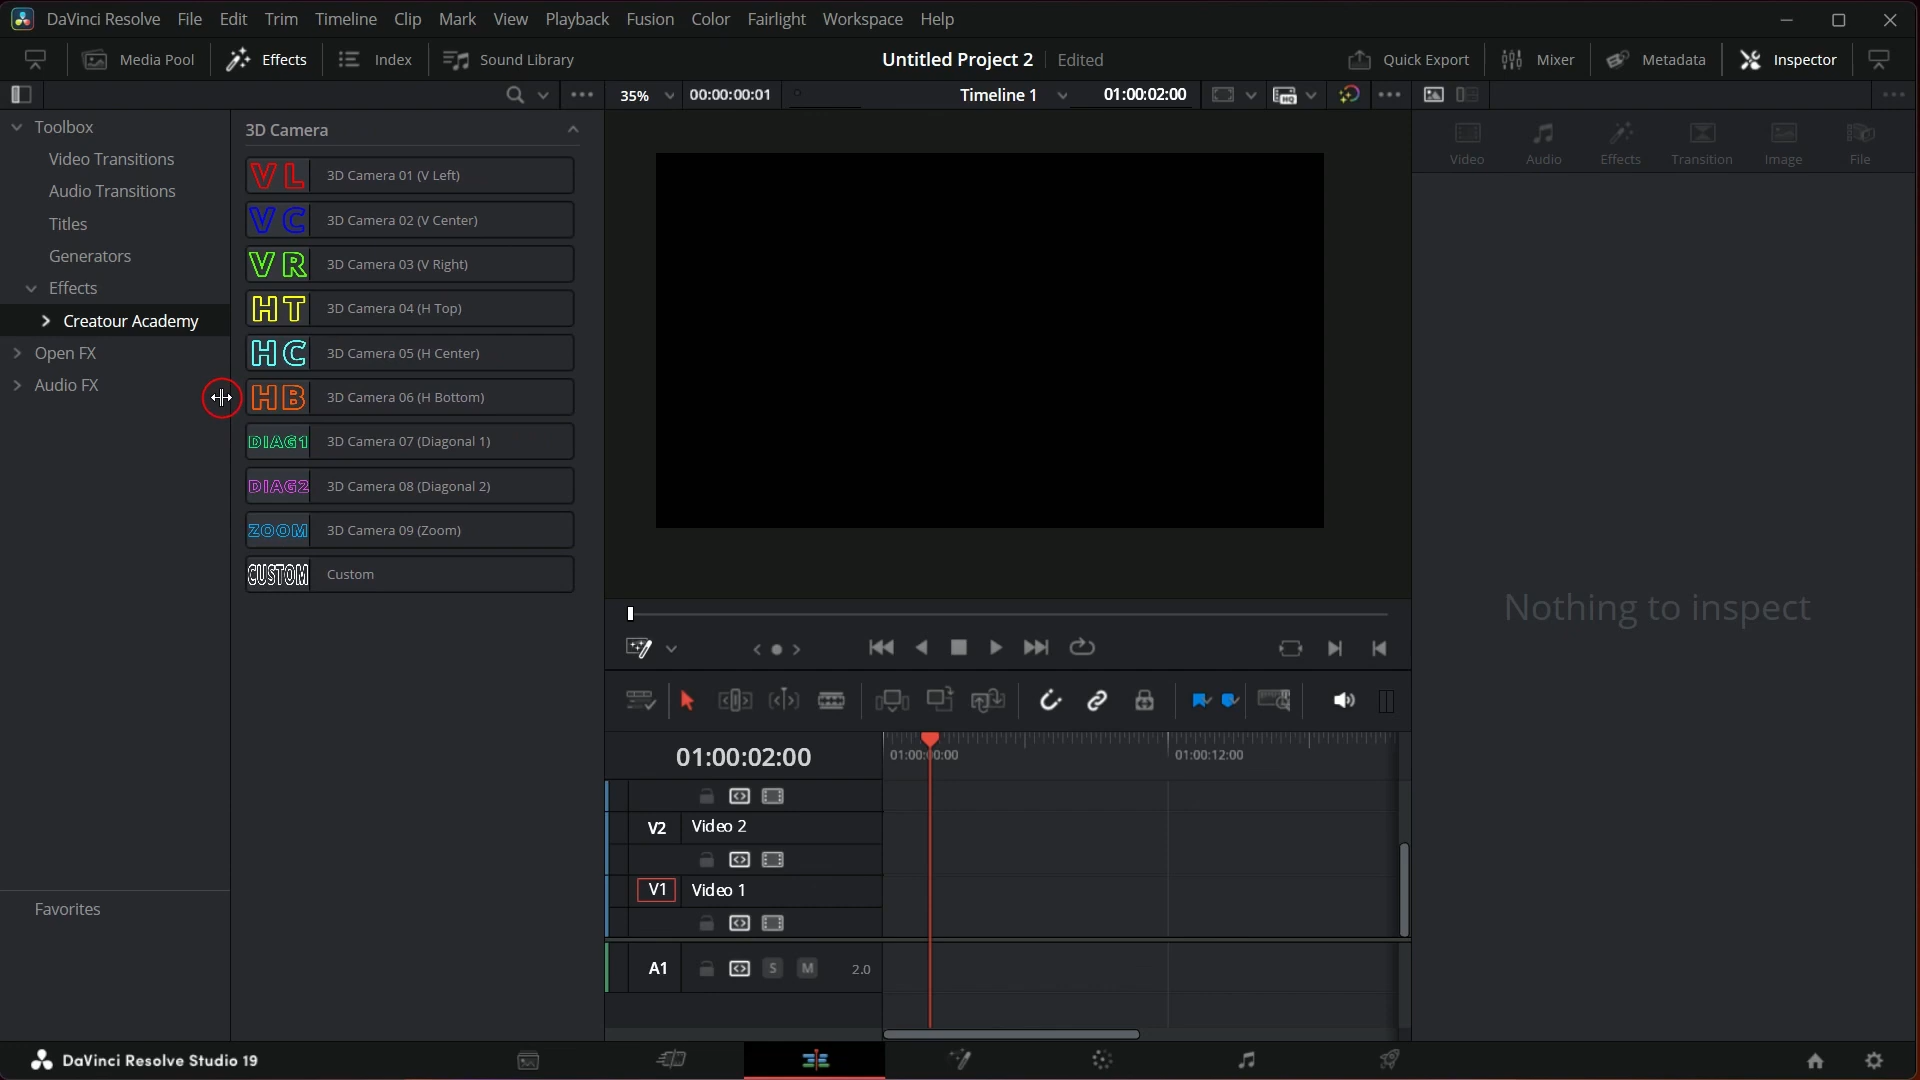 DaVinci Resolve File Edit Trim Timeline Clip Mark View Playback Fusion Color Fairlight Workspace Help
Media Pool Effects Index Sound Library Untitled Project 2 Edited Quick Export Mixer Metadata Inspector
35% 00:00:00:01 Timeline 1 01:00:02:00
Toolbox
Video Transitions
Audio Transitions
Titles
Generators
Effects
Creatour Academy
Open FX
Audio FX
Favorites
3D Camera
VL 3D Camera 01 (V Left)
VC 3D Camera 02 (V Center)
VR 3D Camera 03 (V Right)
HT 3D Camera 04 (H Top)
HC 3D Camera 05 (H Center)
HB 3D Camera 06 (H Bottom)
DIAG1 3D Camera 07 (Diagonal 1)
DIAG2 3D Camera 08 (Diagonal 2)
ZOOM 3D Camera 09 (Zoom)
CUSTOM Custom
Video Audio Effects Transition Image File
Nothing to inspect
01:00:02:00 01:00:00:00 01:00:12:00
V2 Video 2
V1 Video 1
A1 S M 2.0
DaVinci Resolve Studio 19